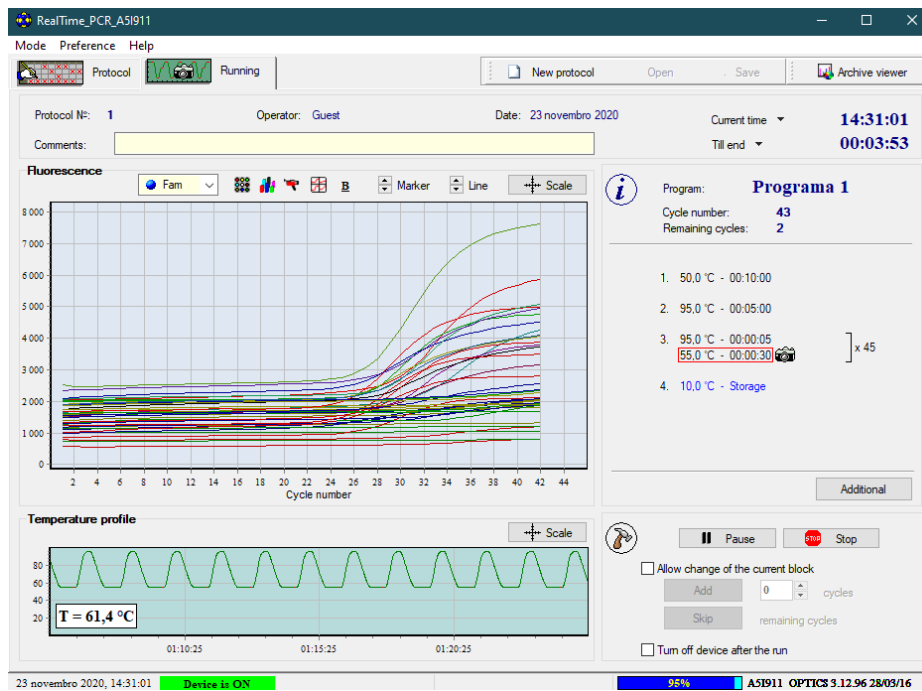 RealTime_PCR_A5I911
Mode Preference Help
Protocol Running New protocol Open Save Archive viewer
Protocol Nº: 1 Operator: Guest Date: 23 novembro 2020 Current time 14:31:01
Comments: Till end 00:03:53
Fluorescence
Fam B Marker Line Scale
8 000
7 000
6 000
5 000
4 000
3 000
2 000
1 000
0
2 4 6 8 10 12 14 16 18 20 22 24 26 28 30 32 34 36 38 40 42 44
Cycle number
i Program: Programa 1
Cycle number: 43
Remaining cycles: 2
1. 50,0 °C - 00:10:00
2. 95,0 °C - 00:05:00
3. 95,0 °C - 00:00:05
55,0 °C - 00:00:30
x 45
4. 10,0 °C - Storage
Additional
Temperature profile
Scale
80
60
40
20
T = 61,4 °C
01:10:25 01:15:25 01:20:25
Pause STOP Stop
Allow change of the current block
Add 0 cycles
Skip remaining cycles
Turn off device after the run
23 novembro 2020, 14:31:01 Device is ON 95% A5I911 OPTICS 3.12.96 28/03/16